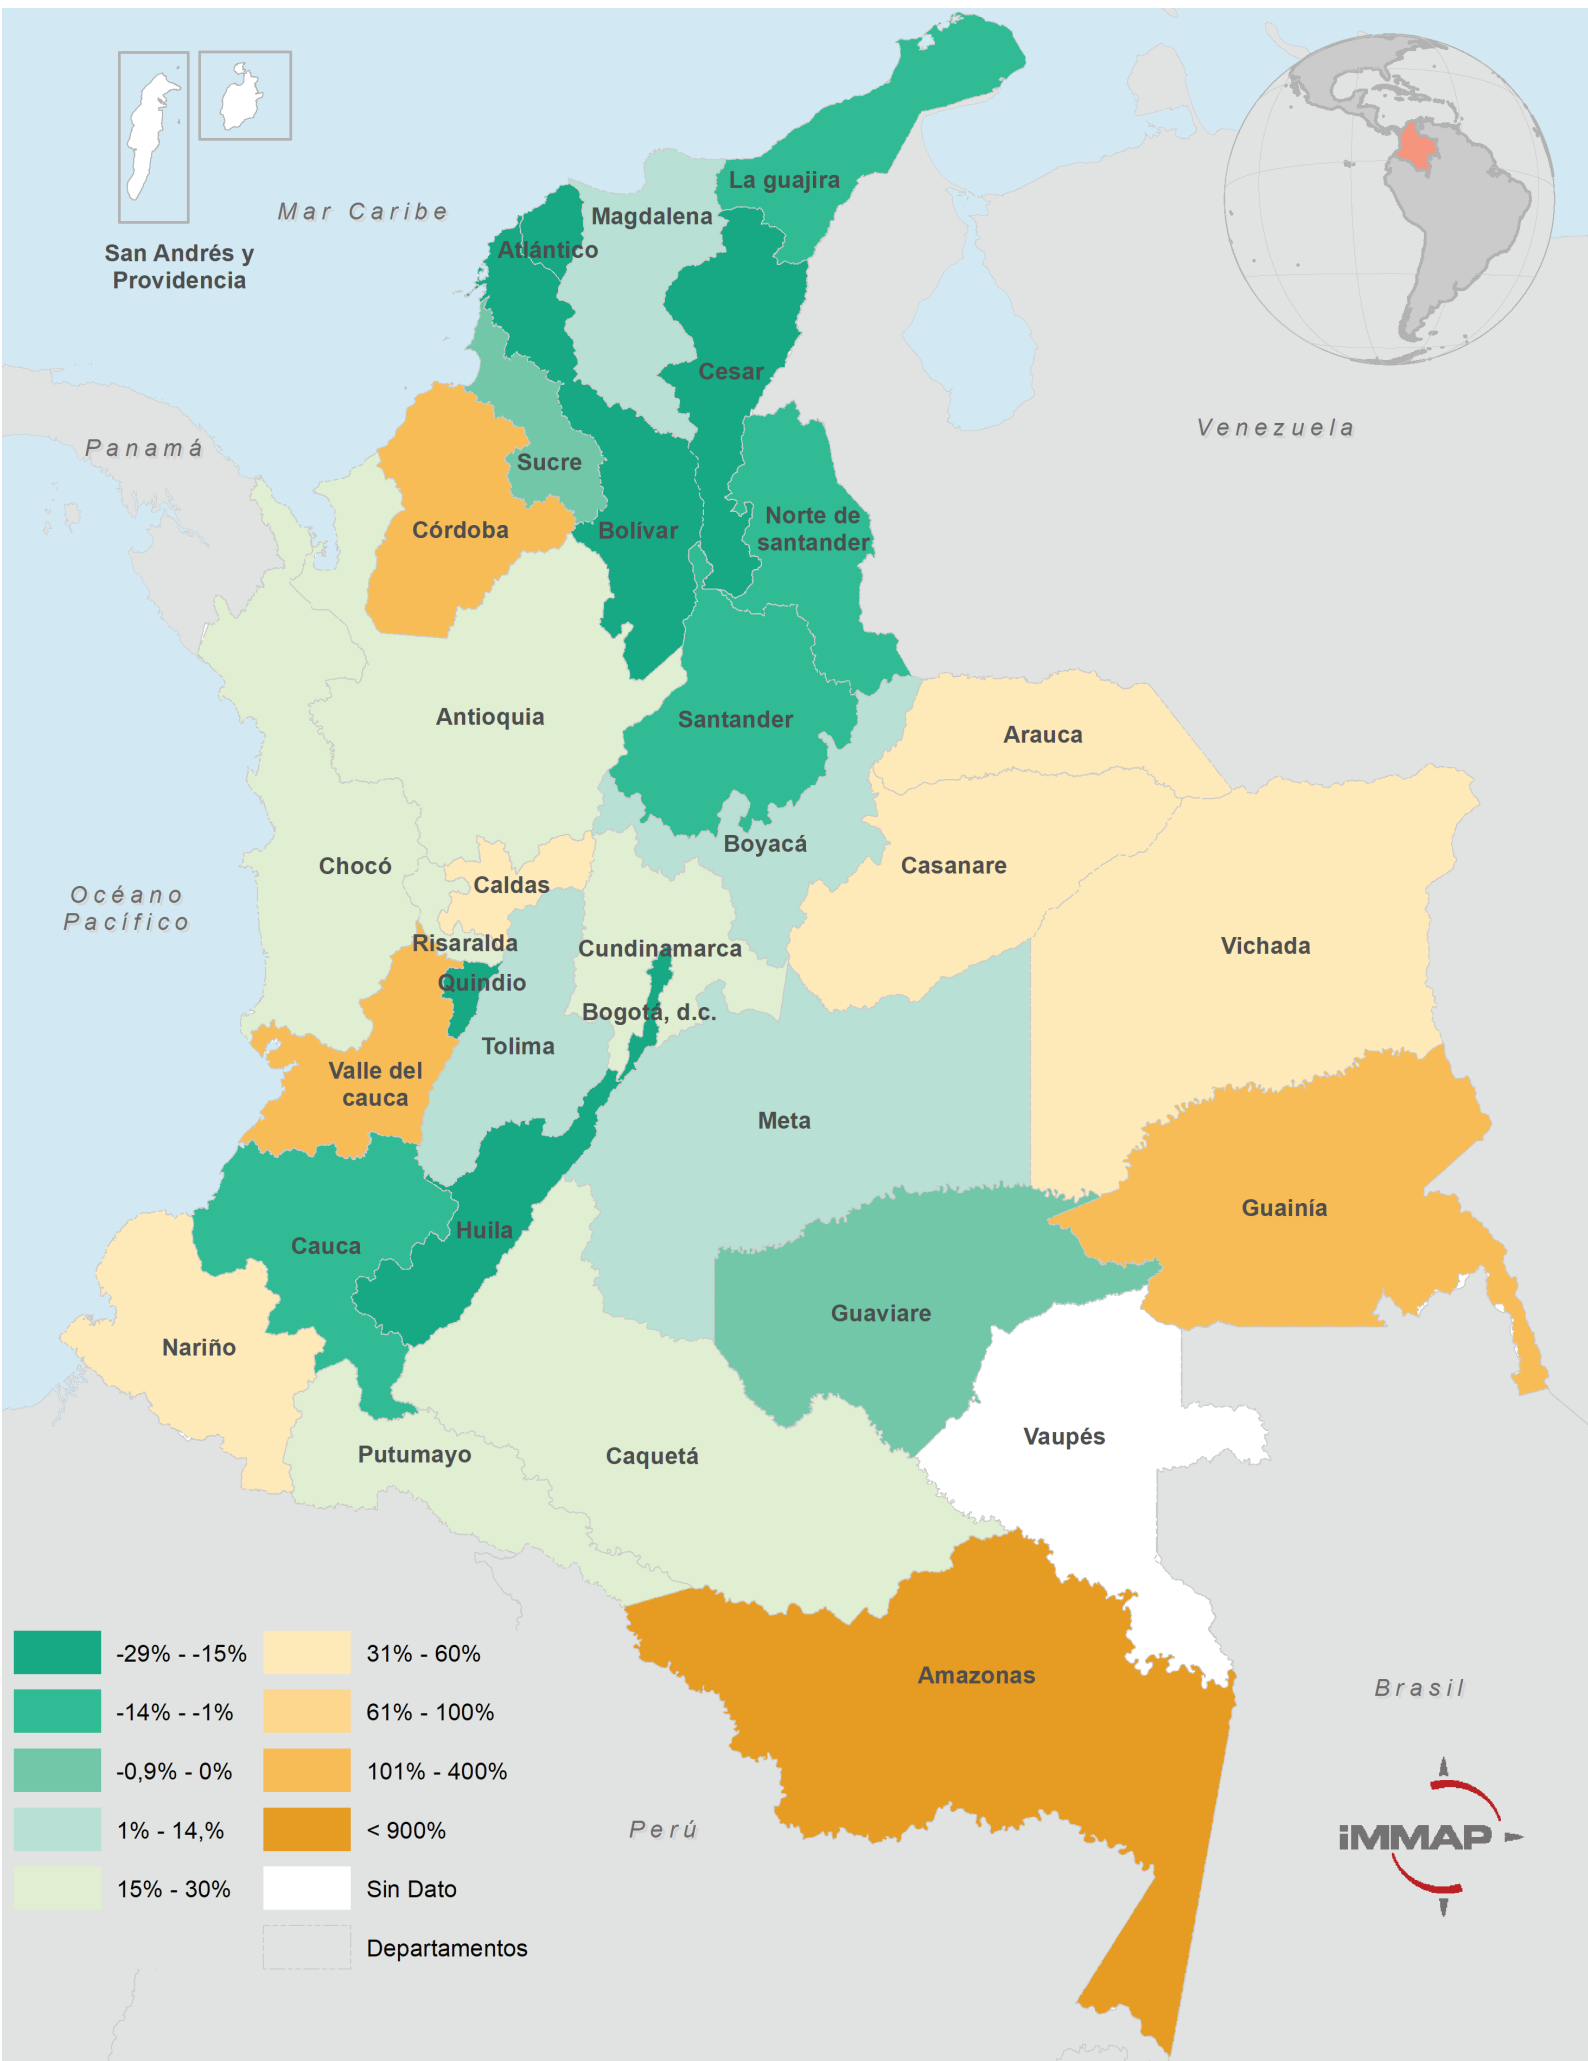 La guajira
Magdalena
Mar Caribe
Atlántico
San Andrés y
Providencia
Cesar
Venezuela
Panamá
Sucre
Córdoba
Bolívar
Norte de
santander
Antioquia
Santander
Arauca
Boyacá
Chocó
Casanare
Caldas
Océano
Pacífico
Risaralda
Cundinamarca
Vichada
Quindio
Bogotá, d.c.
Tolima
Valle del
cauca
Meta
Guainía
Huila
Cauca
Guaviare
Nariño
Vaupés
Putumayo
Caquetá
Amazonas
Brasil
Perú
iMMAP
-29% - -15%
-14% - -1%
-0,9% - 0%
1% - 14,%
15% - 30%
31% - 60%
61% - 100%
101% - 400%
< 900%
Sin Dato
Departamentos